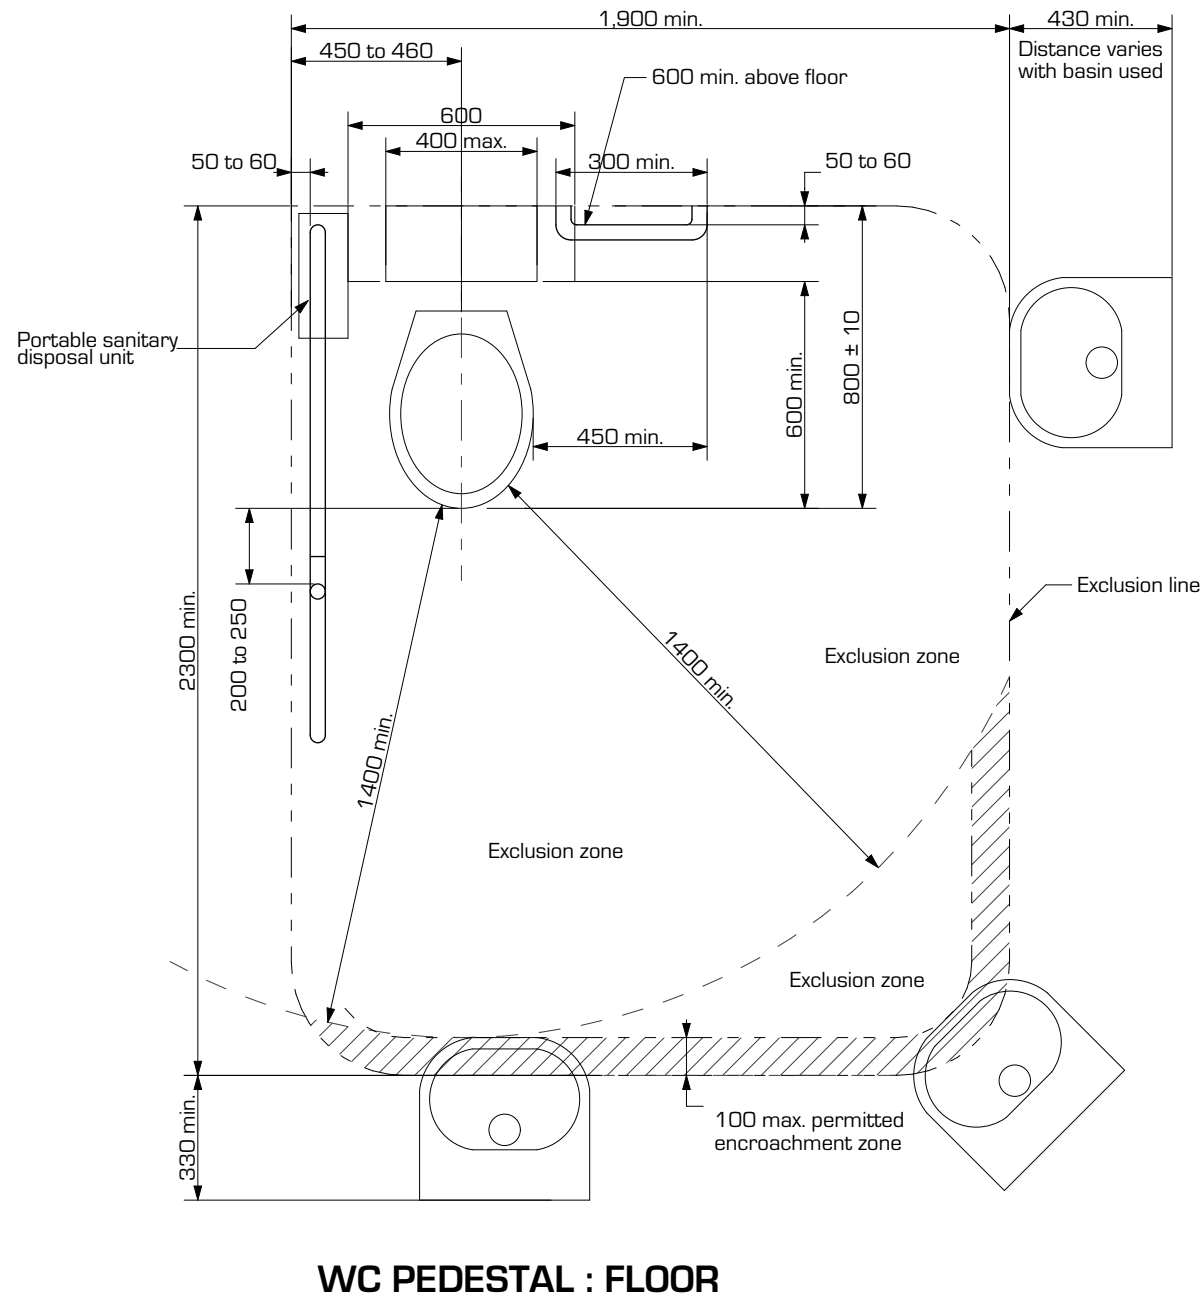 1,900 min.
430 min.
450 to 460
Distance varies
with basin used
600 min. above floor
600
400 max.
50 to 60
300 min.
50 to 60
Portable sanitary
disposal unit
800 ± 10
600 min.
450 min.
Exclusion line
2300 min.
200 to 250
1400 min.
Exclusion zone
1400 min.
Exclusion zone
Exclusion zone
330 min.
100 max. permitted
encroachment zone
WC PEDESTAL : FLOOR